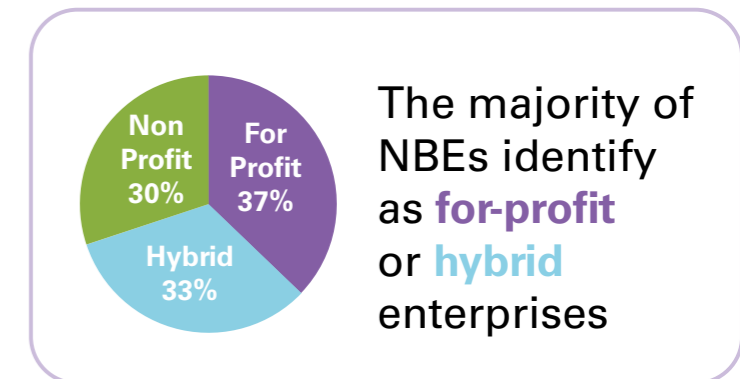 Non
Profit
30%
For
Profit
37%
Hybrid
33%
The majority of
NBEs identify
as for-profit
or hybrid
enterprises